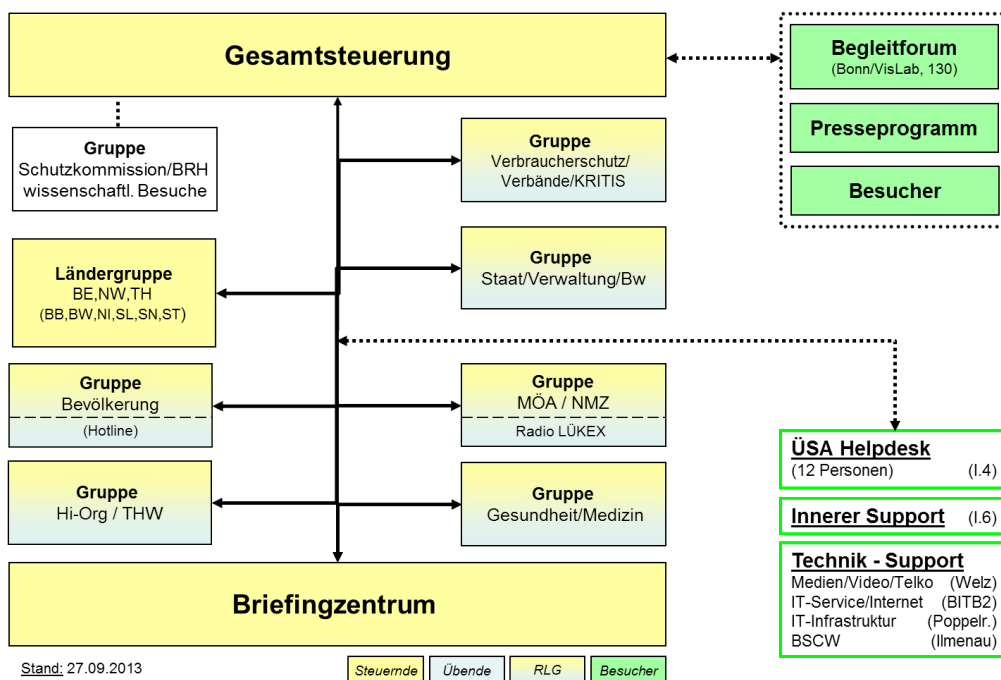 Gesamtsteuerung
Begleitforum
(Bonn/VisLab, 130)
Presseprogramm
Besucher
Gruppe
Schutzkommission/BRH
wissenschaftl. Besuche
Gruppe
Verbraucherschutz/
Verbände/KRITIS
Ländergruppe
BE,NW,TH
(BB,BW,NI,SL,SN,ST)
Gruppe
Staat/Verwaltung/Bw
Gruppe
Bevölkerung
(Hotline)
Gruppe
MÖA / NMZ
Radio LÜKEX
Gruppe
Hi-Org / THW
Gruppe
Gesundheit/Medizin
ÜSA Helpdesk
(12 Personen) (I.4)
Innerer Support (I.6)
Technik - Support
Medien/Video/Telko (Welz)
IT-Service/Internet (BITB2)
IT-Infrastruktur (Poppelr.)
BSCW (Ilmenau)
Briefingzentrum
Stand: 27.09.2013
Steuernde Übende RLG Besucher